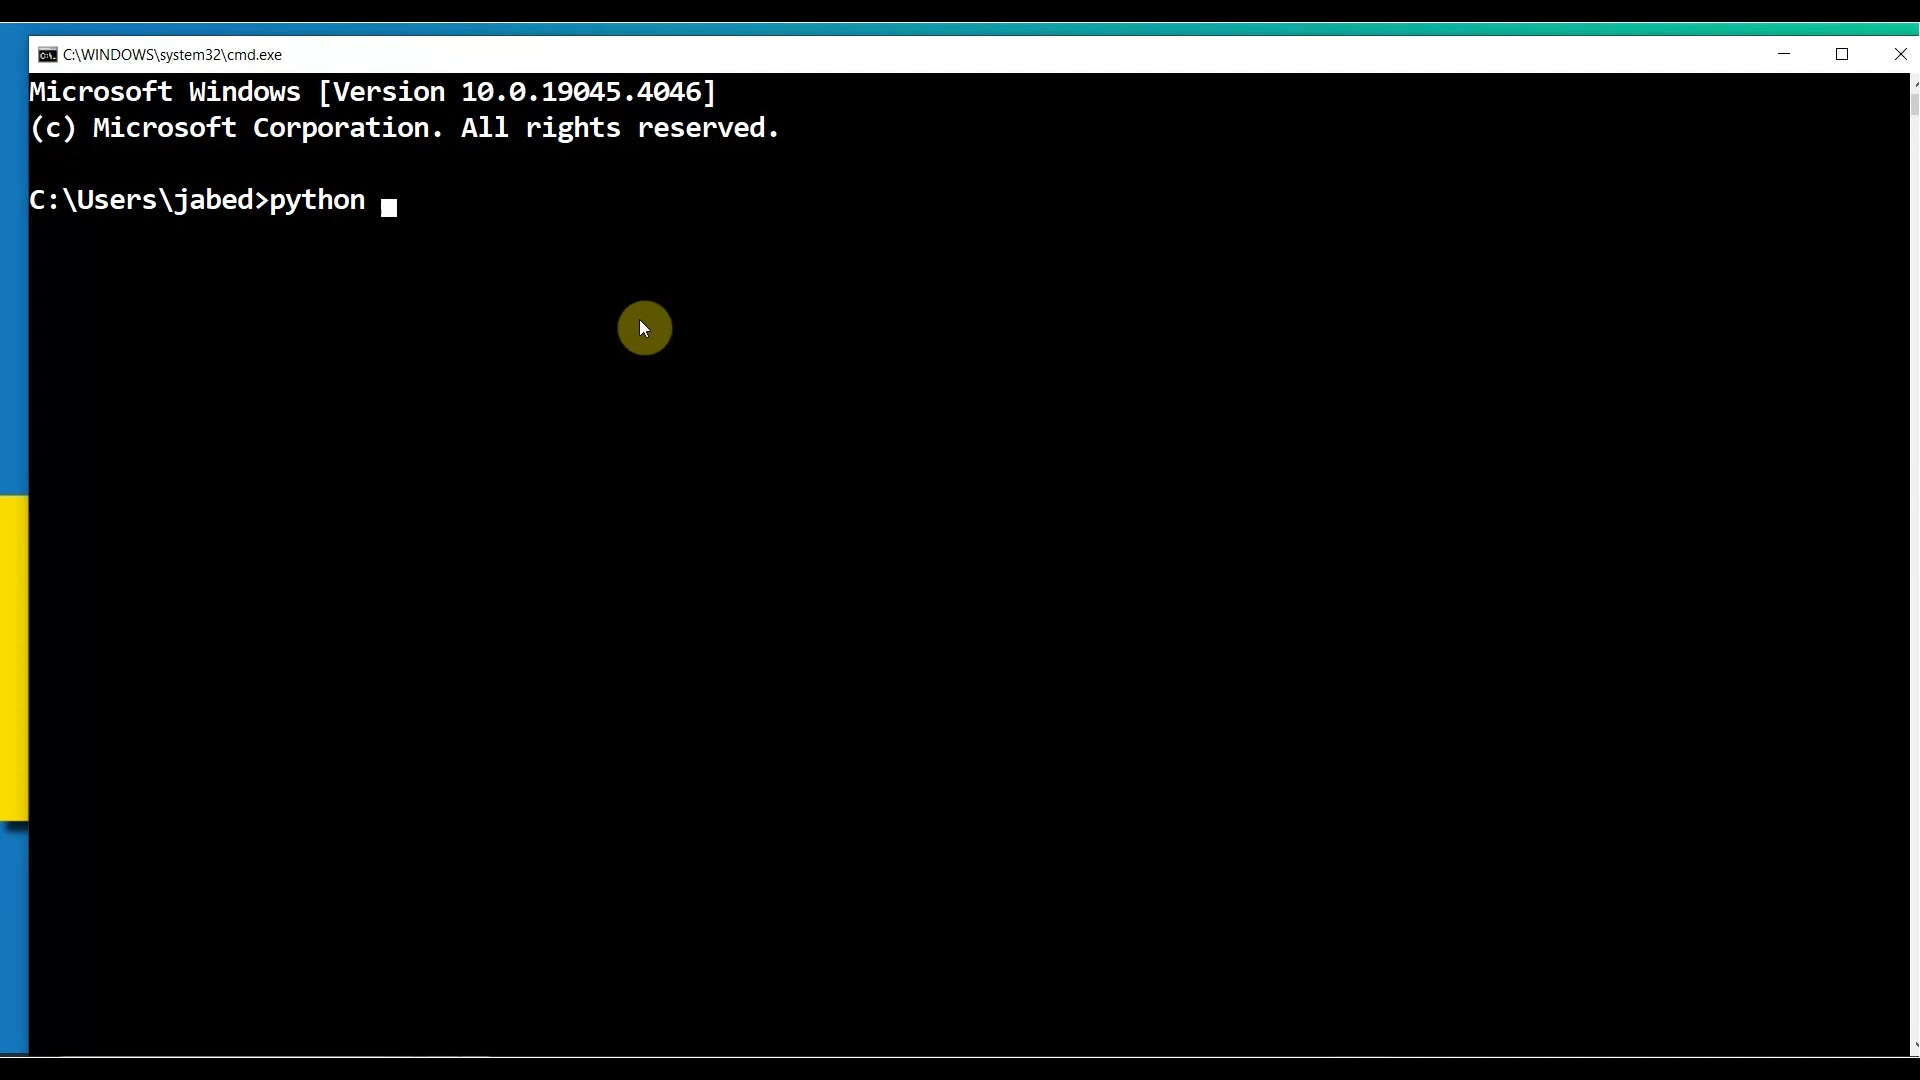 C:\WINDOWS\system32\cmd.exe
Microsoft Windows [Version 10.0.19045.4046]
(c) Microsoft Corporation. All rights reserved.
C:\Users\jabed>python